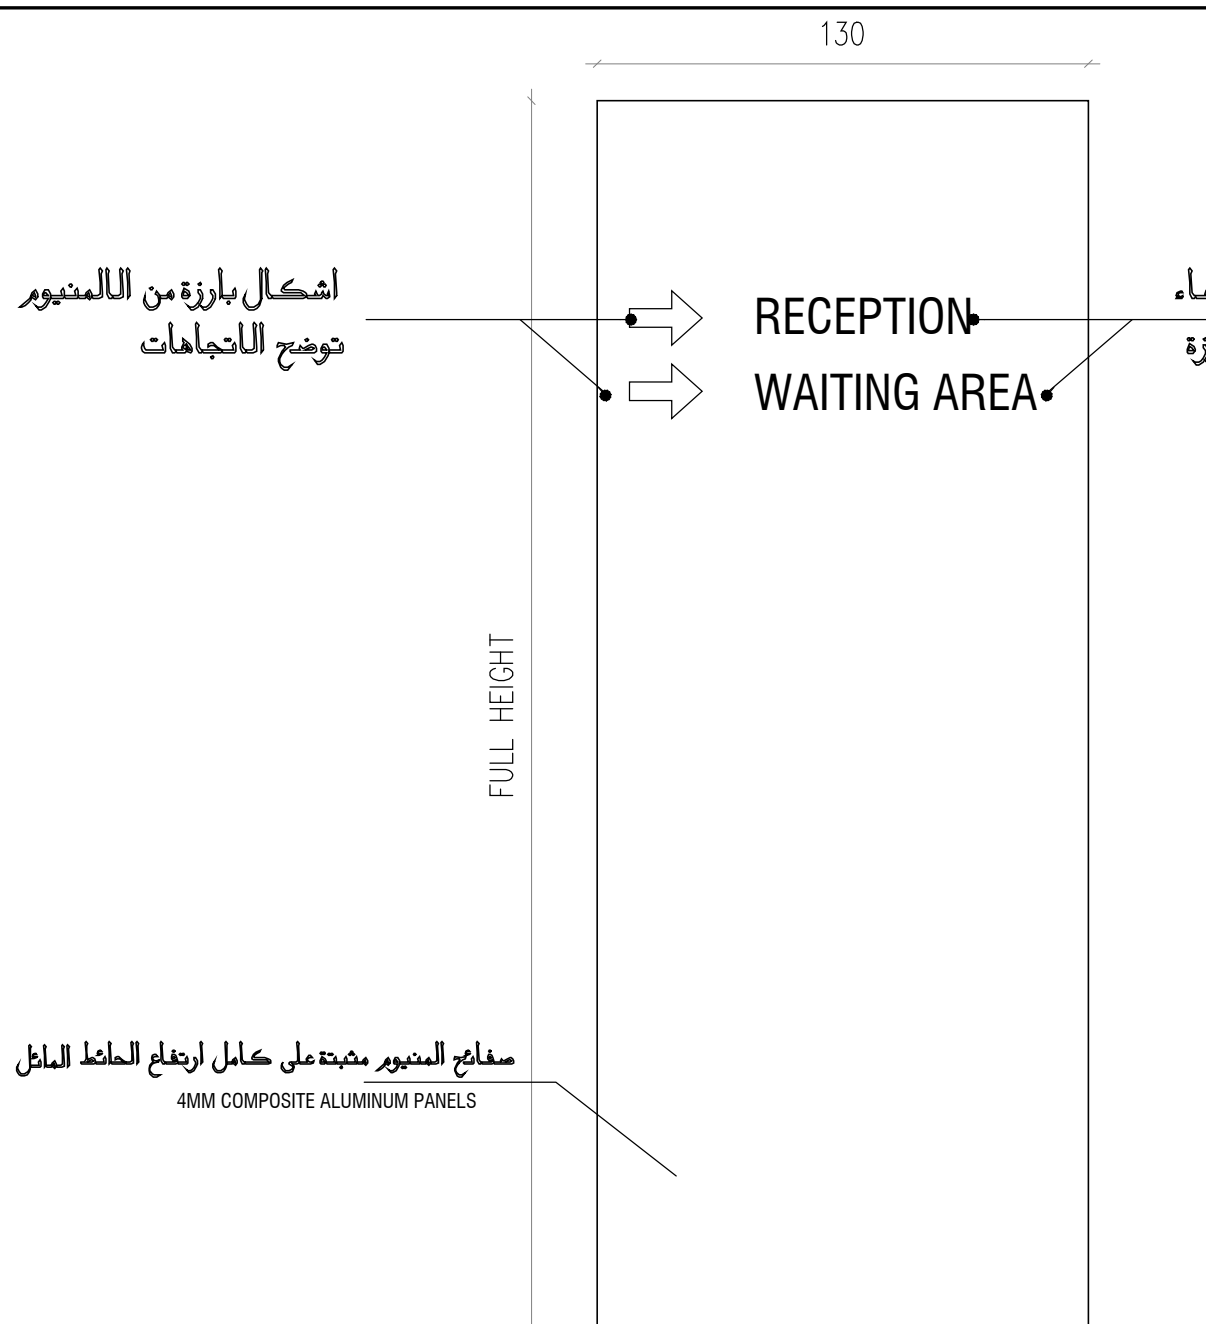 130
اشكال بارزة من الالمنيوم
توضح الاتجاهات
RECEPTION
WAITING AREA
FULL HEIGHT
صفائح المنيوم مثبتة على كامل ارتفاع الحائط المائل
4MM COMPOSITE ALUMINUM PANELS